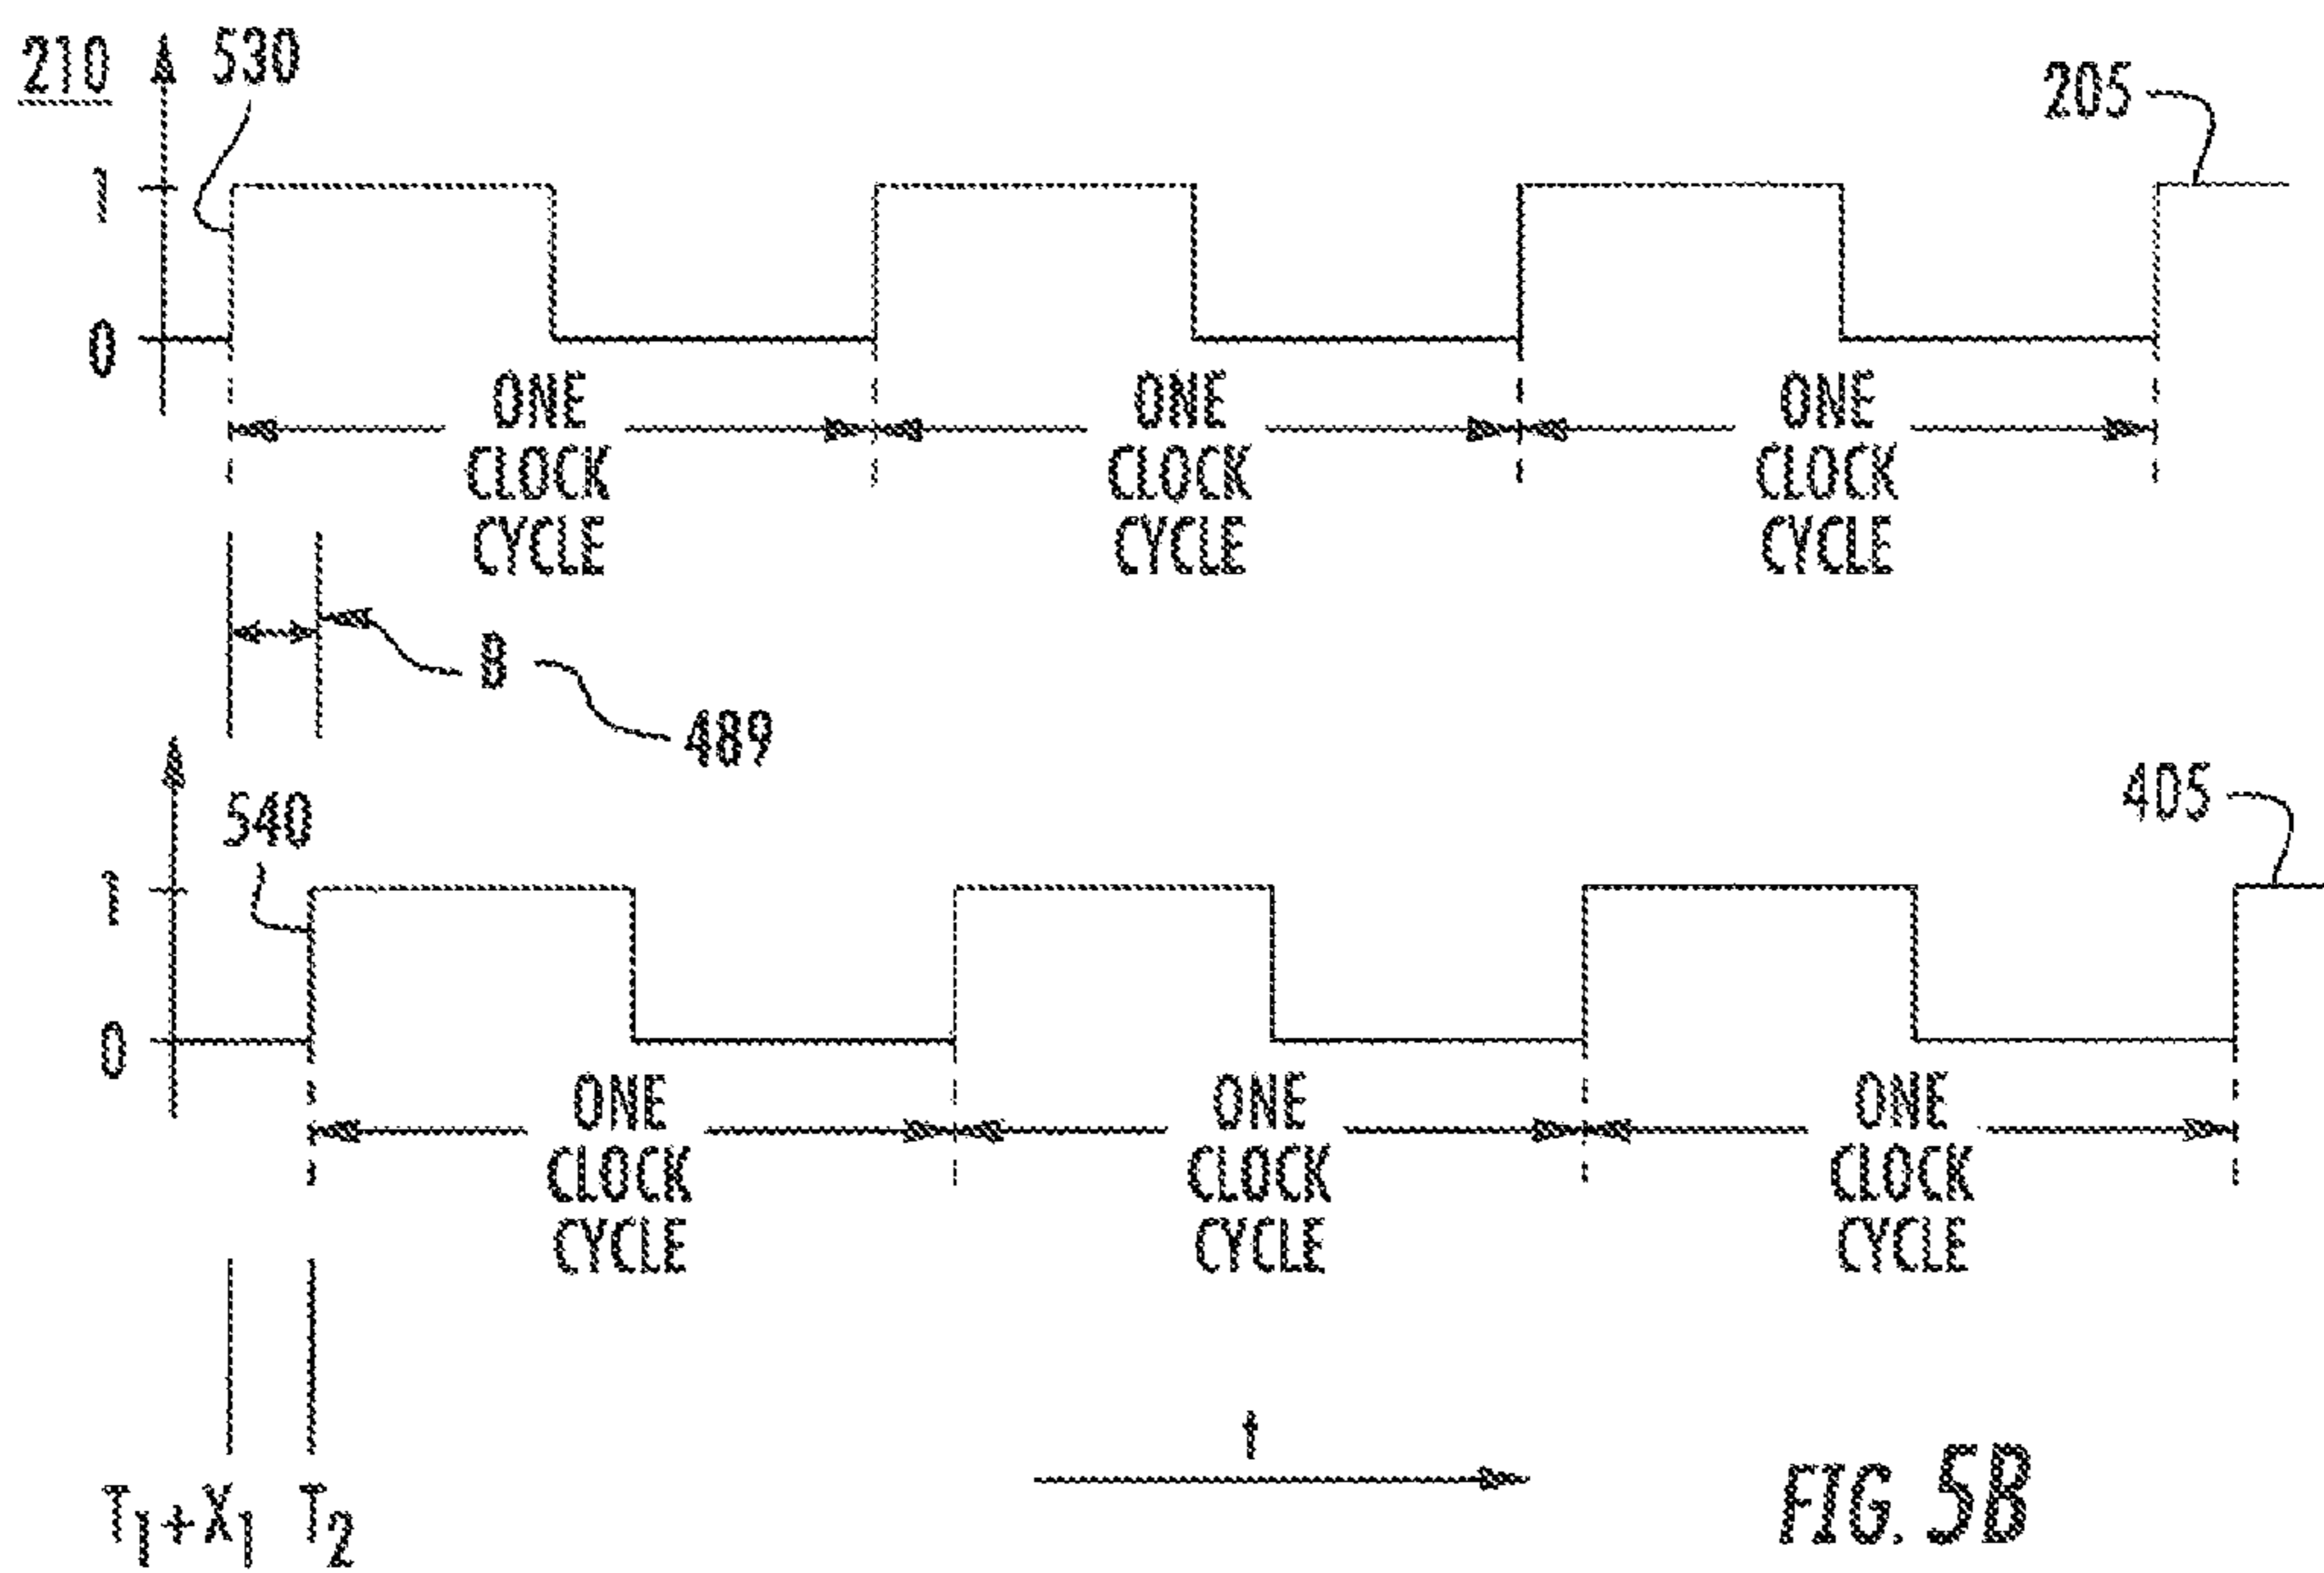 210 530 205
1
0
ONE CLOCK CYCLE
ONE CLOCK CYCLE
ONE CLOCK CYCLE
B
489
540 405
1
0
ONE CLOCK CYCLE
ONE CLOCK CYCLE
ONE CLOCK CYCLE
t
T1+X1 T2
FIG. 5B